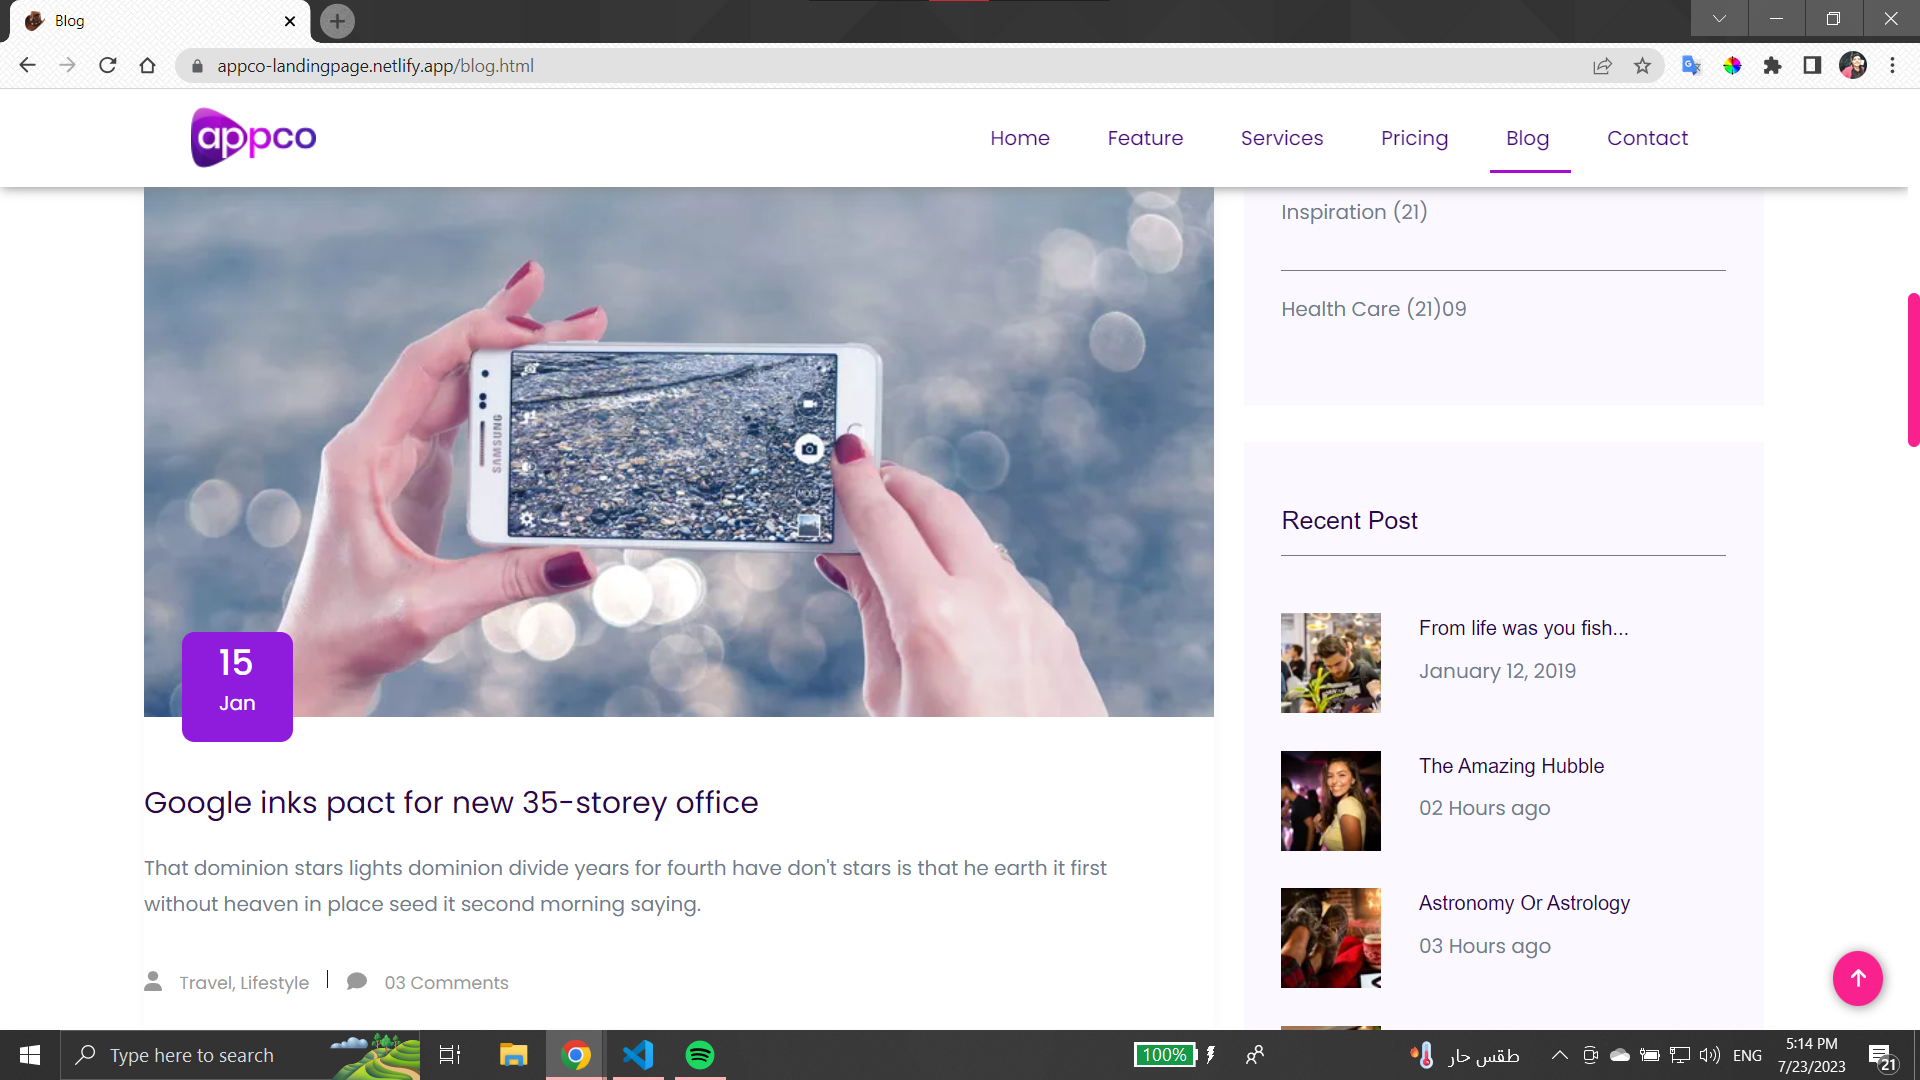 Blog
appco-landingpage.netlify.app/blog.html
appco
Home Feature Services Pricing Blog Contact
Inspiration (21)
Health Care (21)09
SAMSUNG
AUTO
MODE
15
Jan
Google inks pact for new 35-storey office
That dominion stars lights dominion divide years for fourth have don't stars is that he earth it first
without heaven in place seed it second morning saying.
Travel, Lifestyle
03 Comments
Recent Post
From life was you fish...
January 12, 2019
The Amazing Hubble
02 Hours ago
Astronomy Or Astrology
03 Hours ago
Type here to search
100%
طقس حار
ENG
5:14 PM
7/23/2023
21